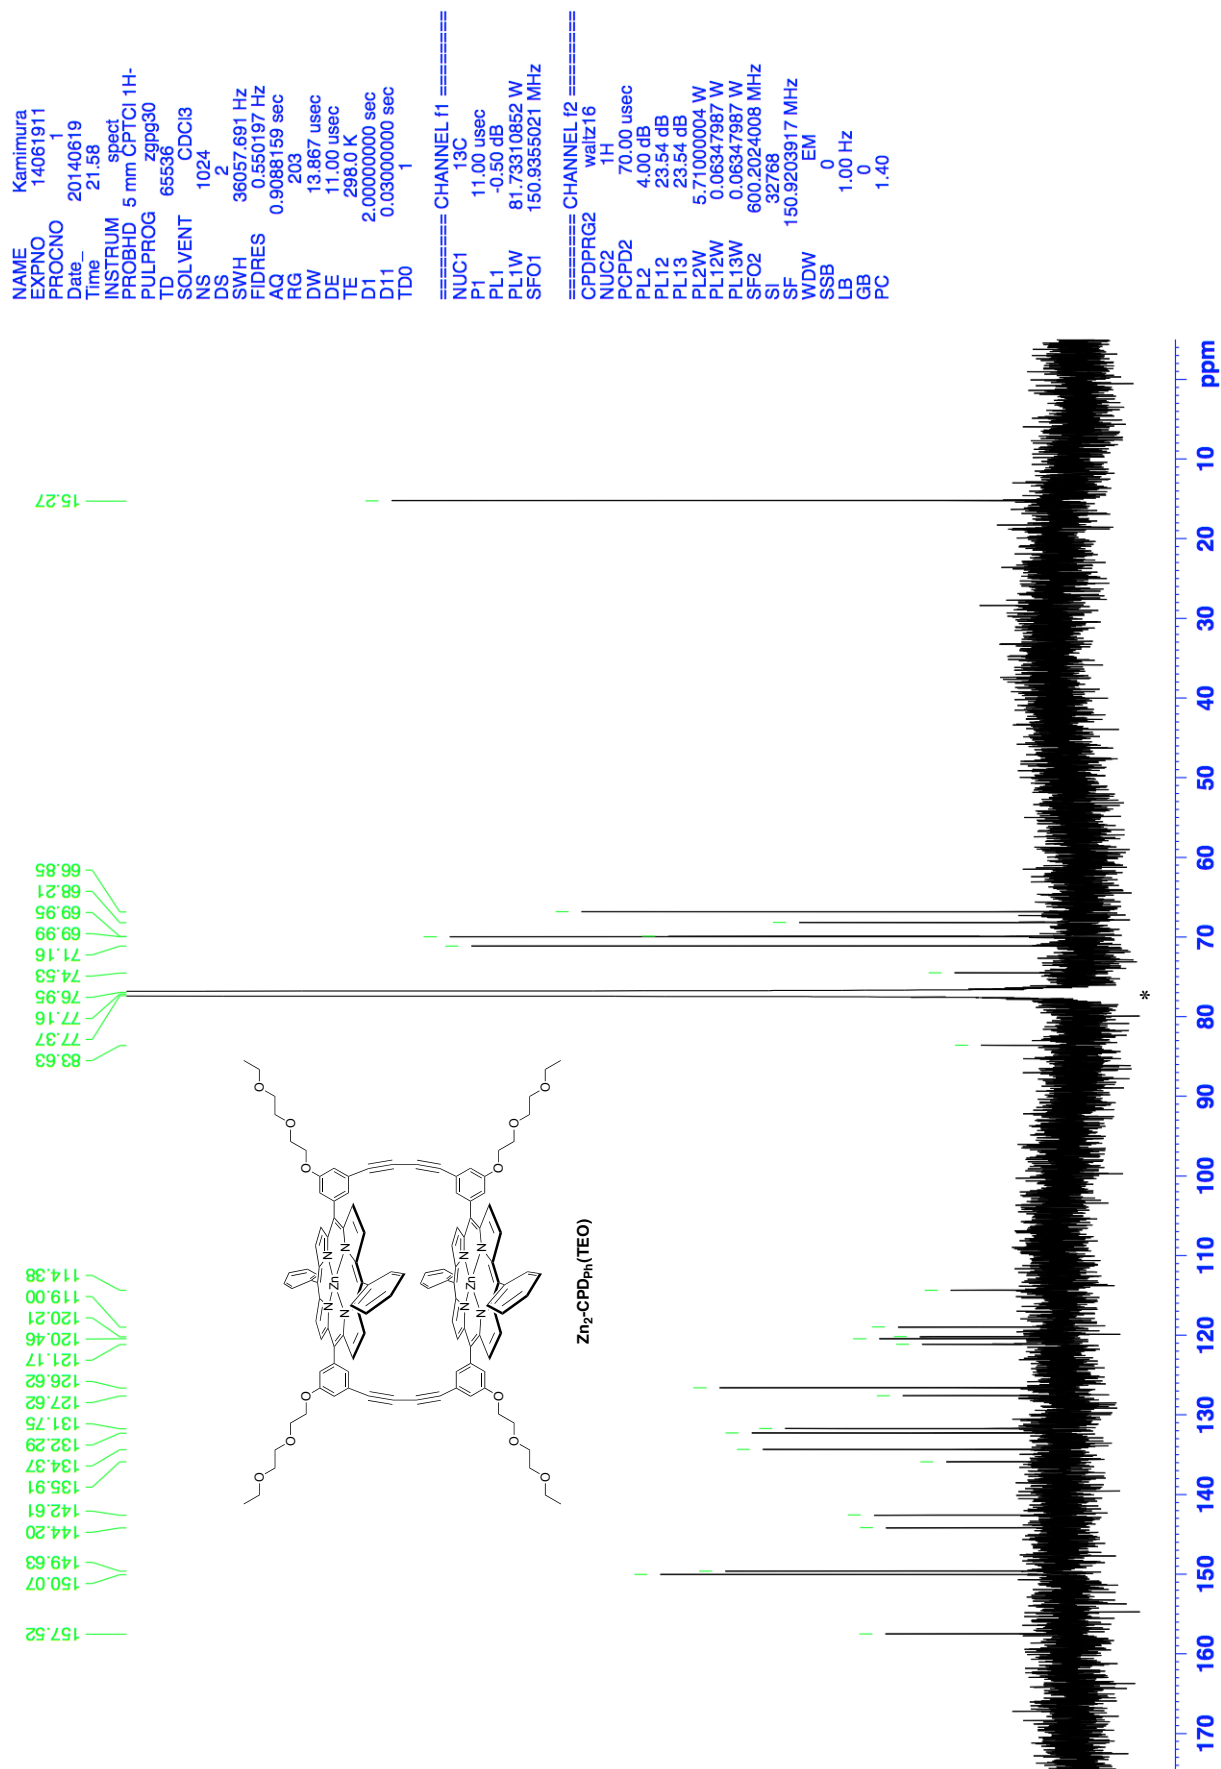 NAME Kamimura
EXPNO 14061911
PROCNO 1
Date_ 20140619
Time 21.58
INSTRUM spect
PROBHD 5 mm CPTCI 1H-
PULPROG zgpg30
TD 65536
SOLVENT CDCl3
NS 1024
DS 2
SWH 36057.691 Hz
FIDRES 0.550197 Hz
AQ 0.9088159 sec
RG 203
DW 13.867 usec
DE 11.00 usec
TE 298.0 K
D1 2.00000000 sec
D11 0.03000000 sec
TD0 1
======== CHANNEL f1 ========
NUC1 13C
P1 11.00 usec
PL1 -0.50 dB
PL1W 81.73310852 W
SFO1 150.9355021 MHz
======== CHANNEL f2 ========
CPDPRG2 waltz16
NUC2 1H
PCPD2 70.00 usec
PL2 4.00 dB
PL12 23.54 dB
PL13 23.54 dB
PL2W 5.71000004 W
PL12W 0.06347987 W
PL13W 0.06347987 W
SFO2 600.2024008 MHz
SI 32768
SF 150.9203917 MHz
WDW EM
SSB 0
LB 1.00 Hz
GB 0
PC 1.40
157.52
150.07
149.63
144.20
142.61
135.91
134.37
132.29
131.75
127.62
126.62
121.17
120.46
120.21
119.00
114.38
83.63
77.37
77.16
76.95
74.53
71.16
69.99
69.95
68.21
66.85
15.27
O O O O O O
N N Zn N N
N N Zn N N
O O O O O O
Zn2-CPDPh(TEO)
*
170 160 150 140 130 120 110 100 90 80 70 60 50 40 30 20 10 ppm